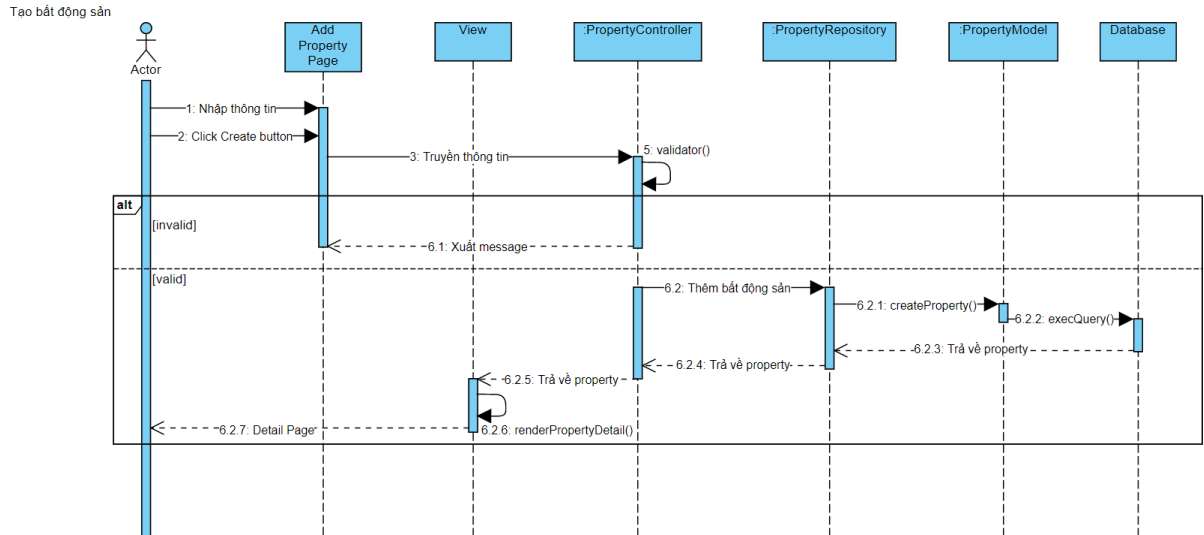 Tạo bất động sản
Actor
Add
Property
Page
View
:PropertyController
:PropertyRepository
:PropertyModel
Database
1: Nhập thông tin
2: Click Create button
3: Truyền thông tin
5: validator()
alt
[invalid]
6.1: Xuất message
[valid]
6.2: Thêm bất động sản
6.2.1: createProperty()
6.2.2: execQuery()
6.2.3: Trả về property
6.2.4: Trả về property
6.2.5: Trả về property
6.2.6: renderPropertyDetail()
6.2.7: Detail Page